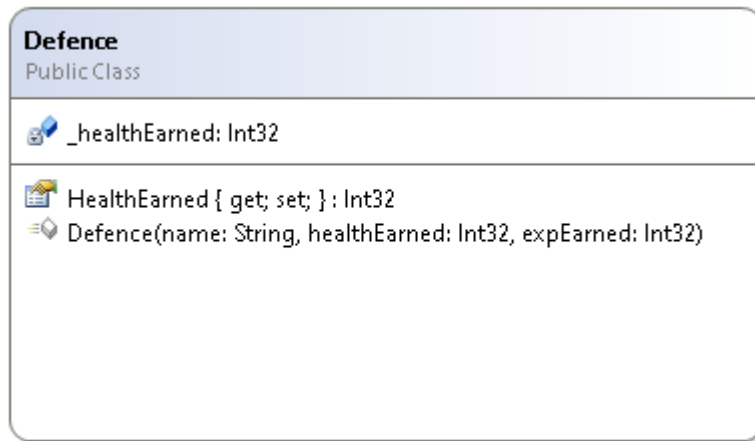 Defence
Public Class
_healthEarned: Int32
HealthEarned { get; set; } : Int32
Defence(name: String, healthEarned: Int32, expEarned: Int32)